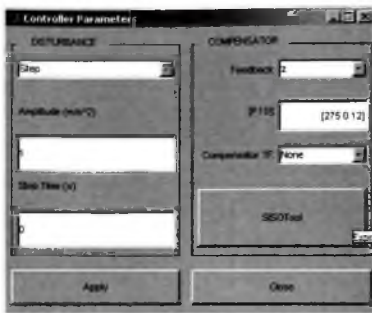 Controller Parameters
DISTURBANCE
Step
Amplitude (m/s^2)
Step Time (s)
0
Apply
COMPENSATOR
Feedback z
[P I D]
[275 0 12]
Compensator TF None
SISOTool
Close